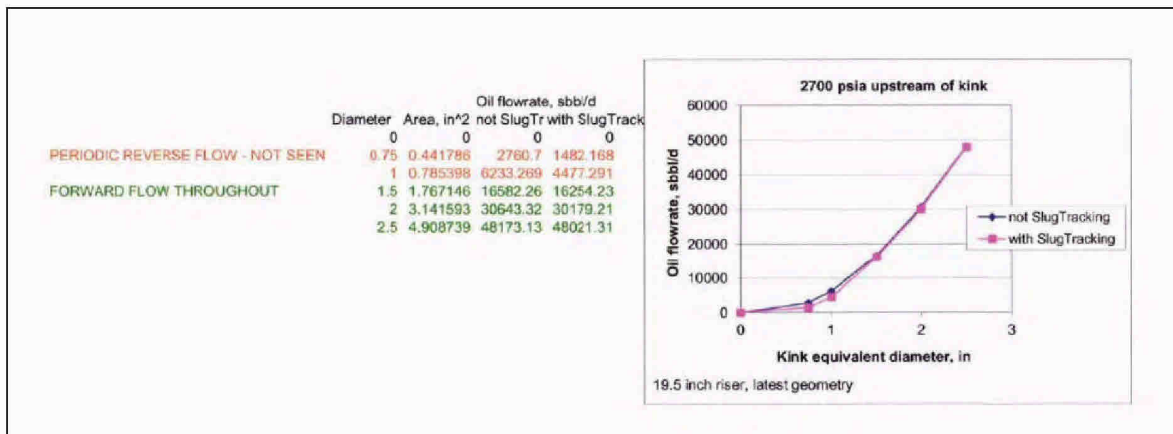 Oil flowrate, sbbl/d
Diameter Area, in^2 not SlugTr with SlugTrack
0 0 0 0
PERIODIC REVERSE FLOW - NOT SEEN 0.75 0.441786 2760.7 1482.168
1 0.785398 6233.269 4477.291
FORWARD FLOW THROUGHOUT 1.5 1.767146 16582.26 16254.23
2 3.141593 30643.32 30179.21
2.5 4.908739 48173.13 48021.31
2700 psia upstream of kink
Oil flowrate, sbbl/d
60000
50000
40000
30000
20000
10000
0
0 1 2 3
Kink equivalent diameter, in
not SlugTracking
with SlugTracking
19.5 inch riser, latest geometry